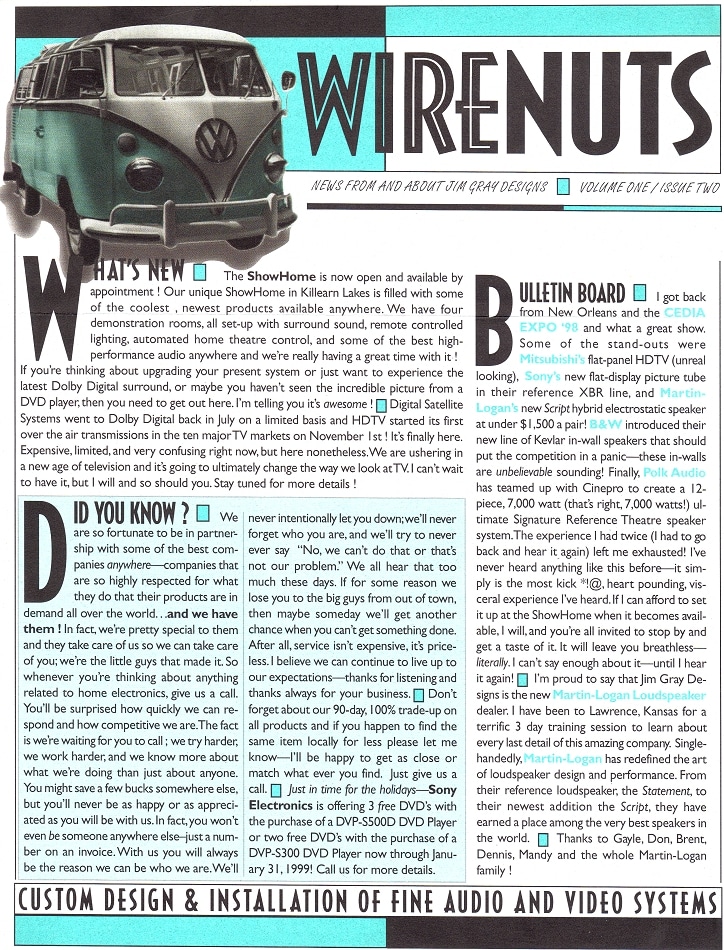 WIRENUTS
NEWS FROM AND ABOUT JIM GRAY DESIGNS VOLUME ONE / ISSUE TWO
WHAT'S NEW The ShowHome is now open and available by
appointment ! Our unique ShowHome in Killearn Lakes is filled with some
of the coolest , newest products available anywhere. We have four
demonstration rooms, all set-up with surround sound, remote controlled
lighting, automated home theatre control, and some of the best high-
performance audio anywhere and we're really having a great time with it !
If you're thinking about upgrading your present system or just want to experience the
latest Dolby Digital surround, or maybe you haven't seen the incredible picture from a
DVD player, then you need to get out here. I'm telling you it's awesome ! Digital Satellite
Systems went to Dolby Digital back in July on a limited basis and HDTV started its first
over the air transmissions in the ten major TV markets on November 1st ! It's finally here.
Expensive, limited, and very confusing right now, but here nonetheless. We are ushering in
a new age of television and it's going to ultimately change the way we look at TV. I can't wait
to have it, but I will and so should you. Stay tuned for more details !
DID YOU KNOW ? We
are so fortunate to be in partner-
ship with some of the best com-
panies anywhere—companies that
are so highly respected for what
they do that their products are in
demand all over the world. . .and we have
them ! In fact, we're pretty special to them
and they take care of us so we can take care
of you; we're the little guys that made it. So
whenever you're thinking about anything
related to home electronics, give us a call.
You'll be surprised how quickly we can re-
spond and how competitive we are. The fact
is we're waiting for you to call ; we try harder,
we work harder, and we know more about
what we're doing than just about anyone.
You might save a few bucks somewhere else,
but you'll never be as happy or as appreci-
ated as you will be with us. In fact, you won't
even be someone anywhere else–just a num-
ber on an invoice. With us you will always
be the reason we can be who we are. We'll
never intentionally let you down; we'll never
forget who you are, and we'll try to never
ever say "No, we can't do that or that's
not our problem." We all hear that too
much these days. If for some reason we
lose you to the big guys from out of town,
then maybe someday we'll get another
chance when you can't get something done.
After all, service isn't expensive, it's price-
less. I believe we can continue to live up to
our expectations—thanks for listening and
thanks always for your business. Don't
forget about our 90-day, 100% trade-up on
all products and if you happen to find the
same item locally for less please let me
know—I'll be happy to get as close or
match what ever you find. Just give us a
call. Just in time for the holidays—Sony
Electronics is offering 3 free DVD's with
the purchase of a DVP-S500D DVD Player
or two free DVD's with the purchase of a
DVP-S300 DVD Player now through Janu-
ary 31, 1999! Call us for more details.
BULLETIN BOARD I got back
from New Orleans and the CEDIA
EXPO '98 and what a great show.
Some of the stand-outs were
Mitsubishi's flat-panel HDTV (unreal
looking), Sony's new flat-display picture tube
in their reference XBR line, and Martin-
Logan's new Script hybrid electrostatic speaker
at under $1,500 a pair! B&W introduced their
new line of Kevlar in-wall speakers that should
put the competition in a panic—these in-walls
are unbelievable sounding! Finally, Polk Audio
has teamed up with Cinepro to create a 12-
piece, 7,000 watt (that's right, 7,000 watts!) ul-
timate Signature Reference Theatre speaker
system. The experience I had twice (I had to go
back and hear it again) left me exhausted! I've
never heard anything like this before—it sim-
ply is the most kick *!@, heart pounding, vis-
ceral experience I've heard. If I can afford to set
it up at the ShowHome when it becomes avail-
able, I will, and you're all invited to stop by and
get a taste of it. It will leave you breathless—
literally. I can't say enough about it—until I hear
it again! I'm proud to say that Jim Gray De-
signs is the new Martin-Logan Loudspeaker
dealer. I have been to Lawrence, Kansas for a
terrific 3 day training session to learn about
every last detail of this amazing company. Single-
handedly, Martin-Logan has redefined the art
of loudspeaker design and performance. From
their reference loudspeaker, the Statement, to
their newest addition the Script, they have
earned a place among the very best speakers in
the world. Thanks to Gayle, Don, Brent,
Dennis, Mandy and the whole Martin-Logan
family !
CUSTOM DESIGN & INSTALLATION OF FINE AUDIO AND VIDEO SYSTEMS